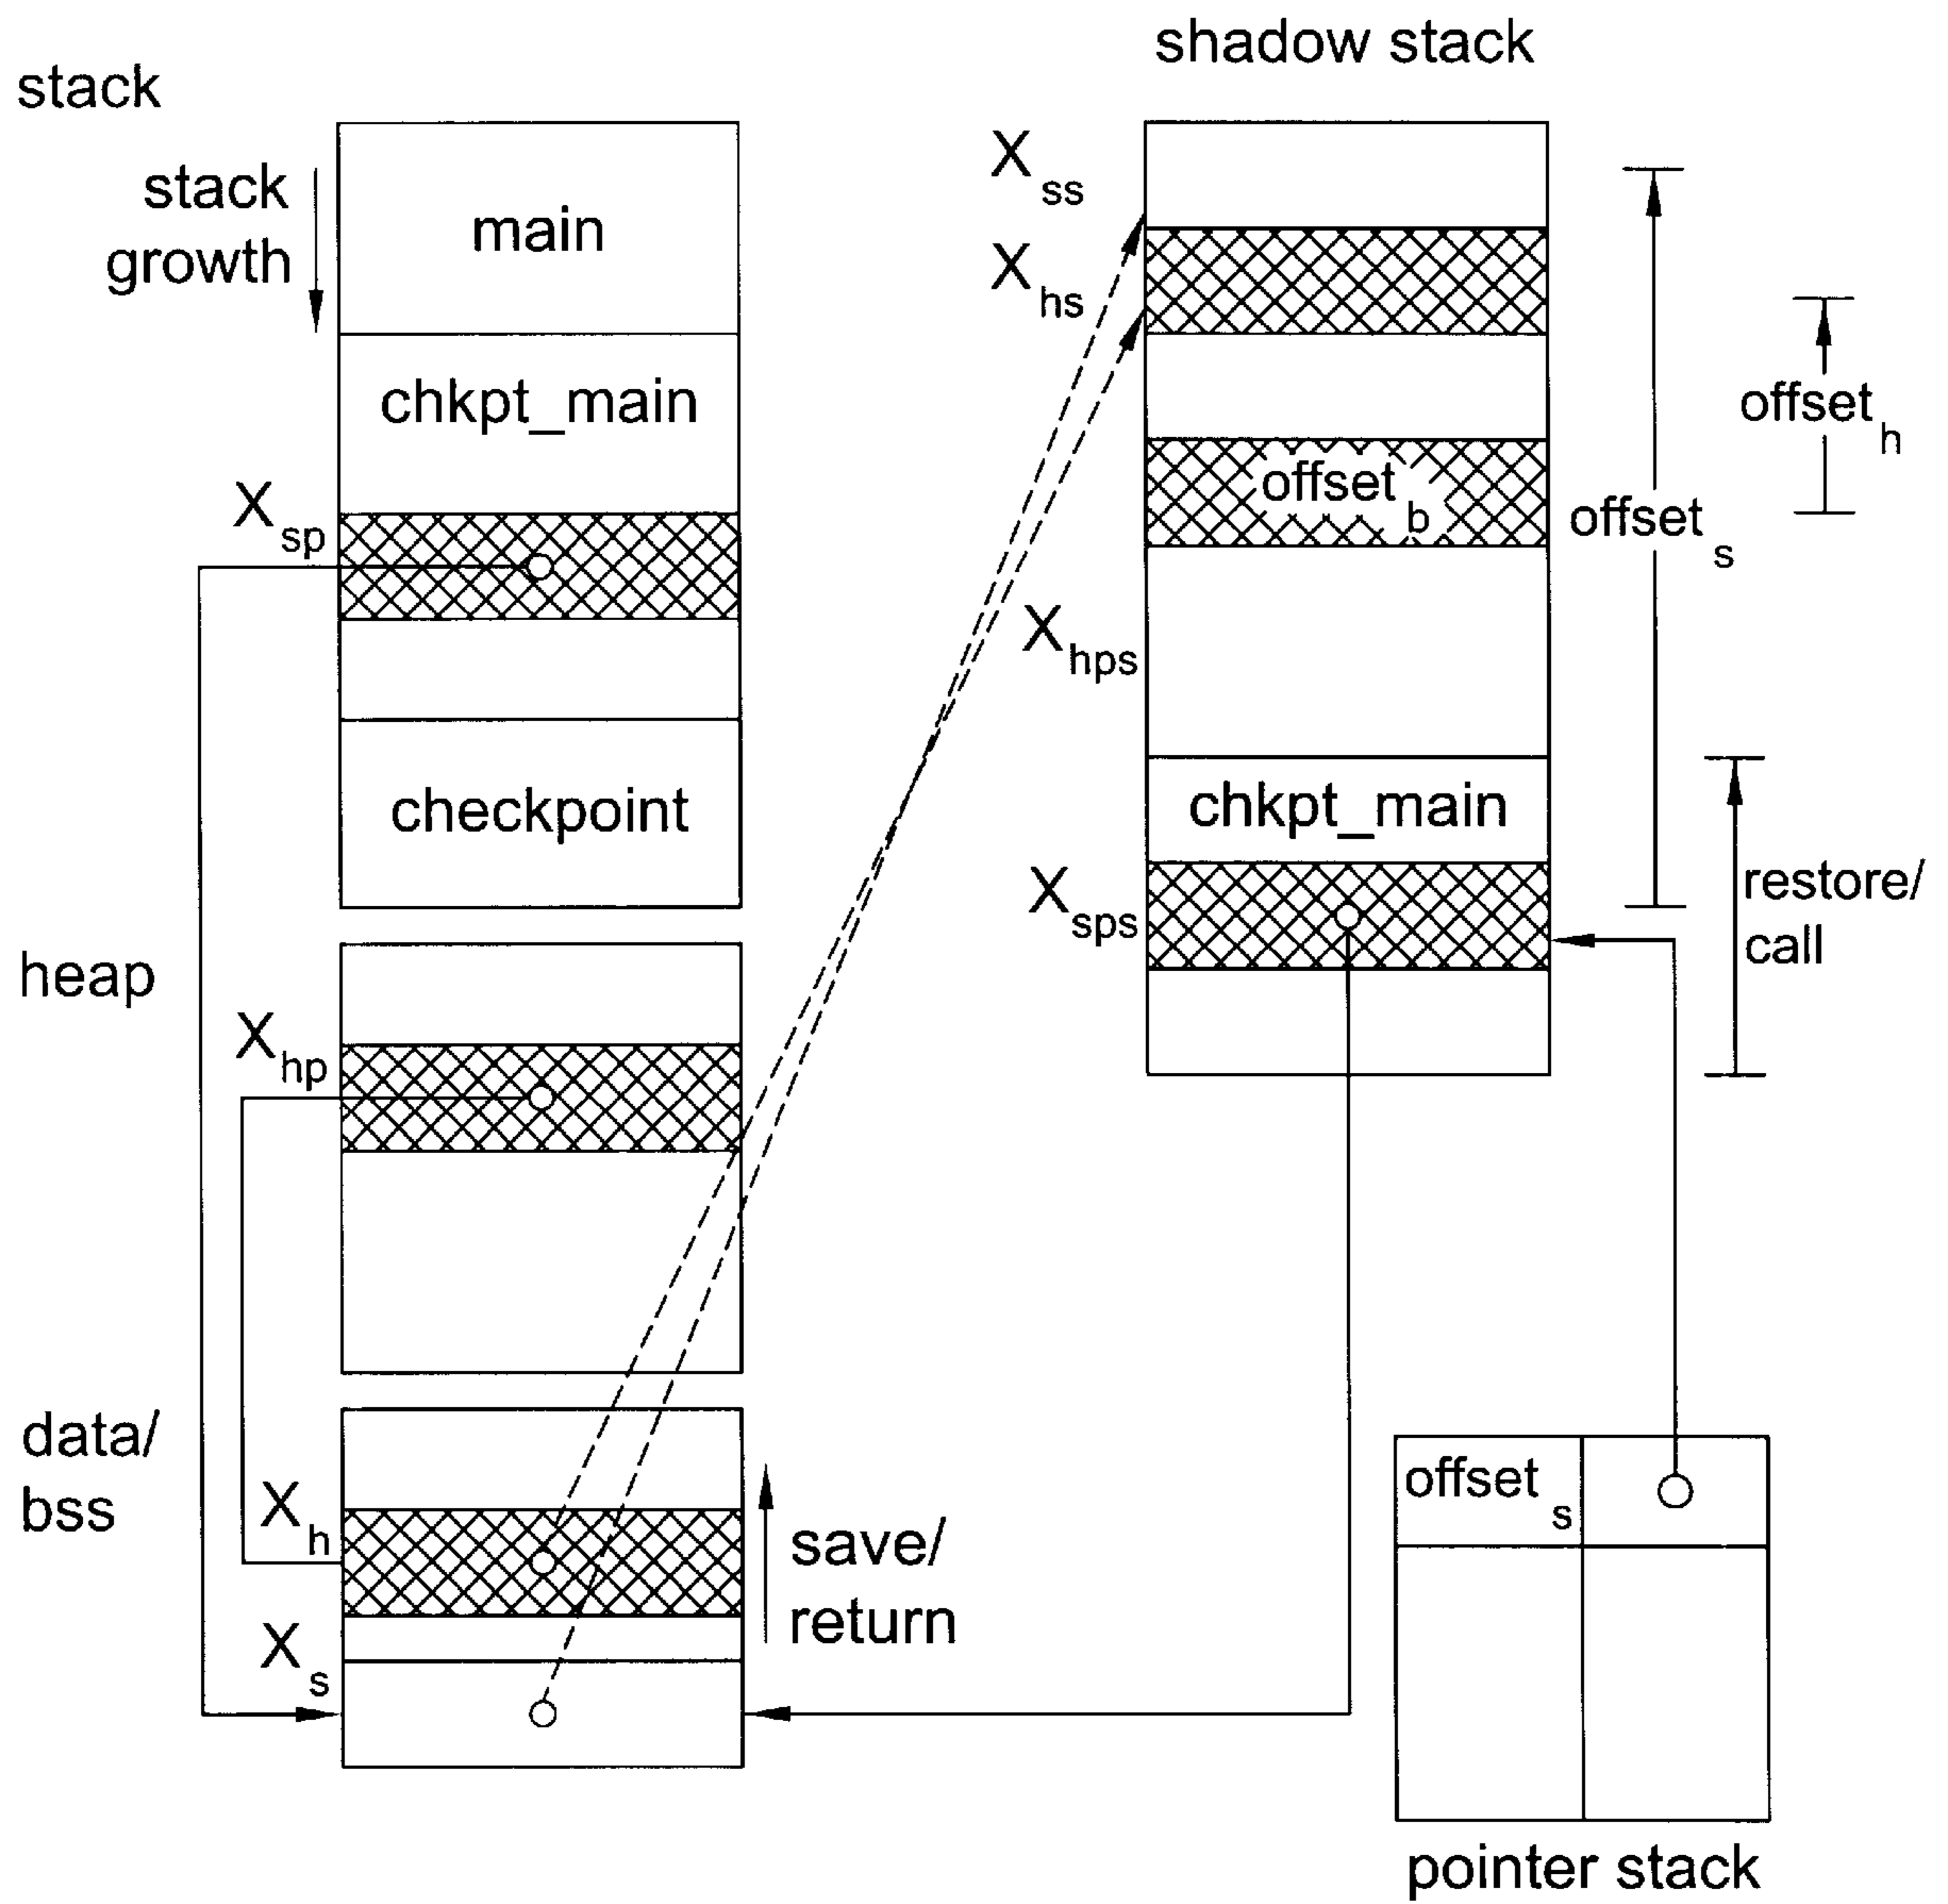 shadow stack
stack
stack
growth
main
chkpt_main
X sp
checkpoint
heap
X hp
data/
bss
X h
X s
save/
return
X ss
X hs
offset b
X hps
chkpt_main
X sps
offset s
offset h
restore/
call
offset s
pointer stack